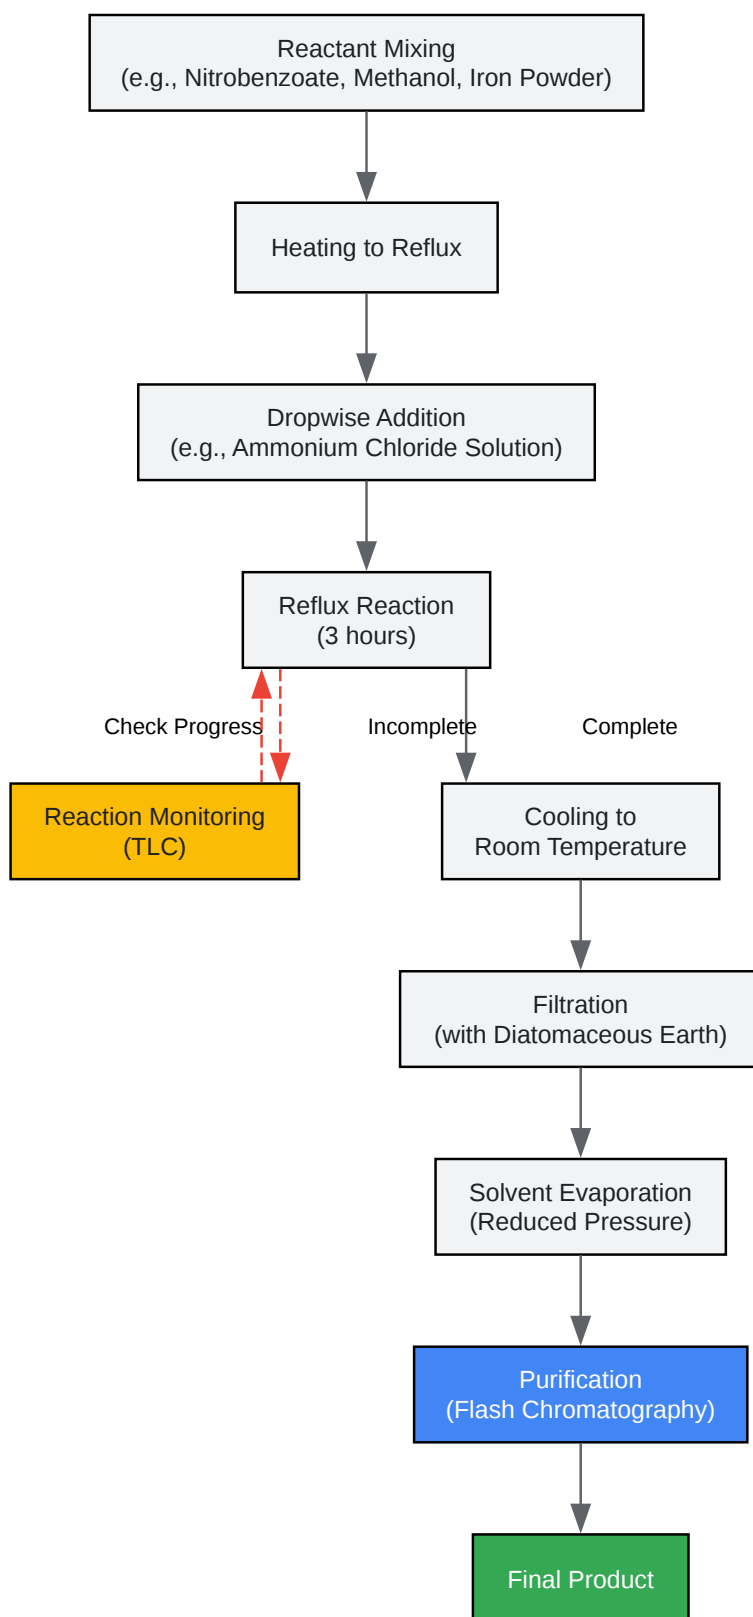 Reactant Mixing
(e.g., Nitrobenzoate, Methanol, Iron Powder)
Heating to Reflux
Dropwise Addition
(e.g., Ammonium Chloride Solution)
Reflux Reaction
(3 hours)
Check Progress
Incomplete
Complete
Reaction Monitoring
(TLC)
Cooling to
Room Temperature
Filtration
(with Diatomaceous Earth)
Solvent Evaporation
(Reduced Pressure)
Purification
(Flash Chromatography)
Final Product